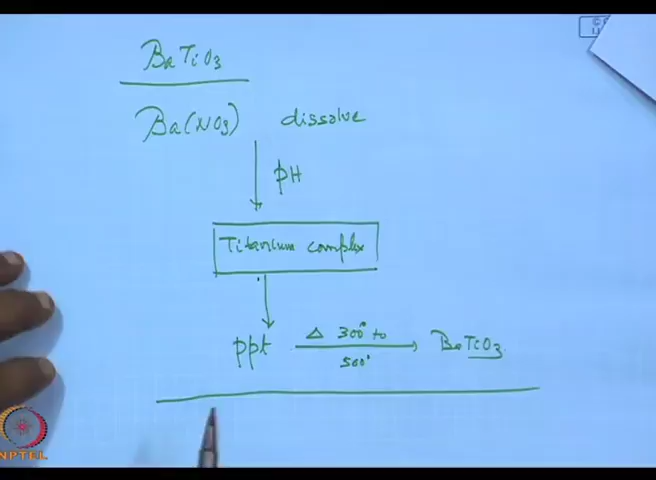 BaTiO3
Ba(NO3) dissolve
pH
Titanium complex
ppt Δ 300° to 500° BaTiO3
NPTEL